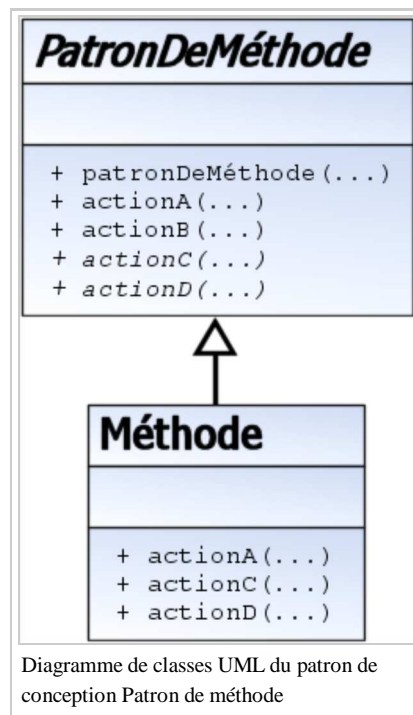 PatronDeMéthode
+ patronDeMéthode(...)
+ actionA(...)
+ actionB(...)
+ actionC(...)
+ actionD(...)
Méthode
+ actionA(...)
+ actionC(...)
+ actionD(...)
Diagramme de classes UML du patron de
conception Patron de méthode